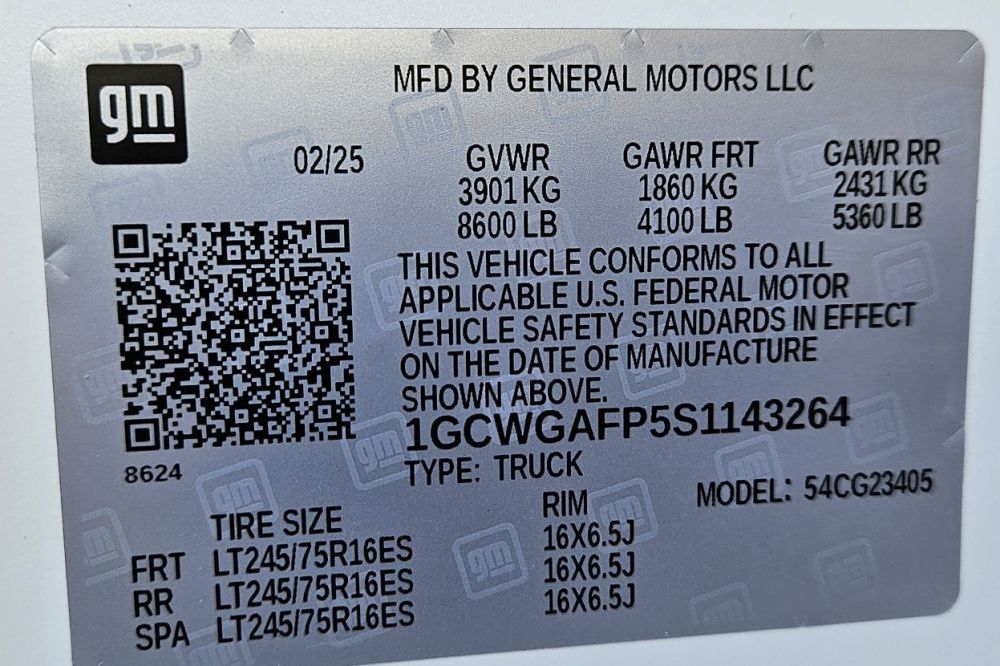 gm
MFD BY GENERAL MOTORS LLC
02/25 GVWR GAWR FRT GAWR RR
3901 KG 1860 KG 2431 KG
8600 LB 4100 LB 5360 LB
THIS VEHICLE CONFORMS TO ALL
APPLICABLE U.S. FEDERAL MOTOR
VEHICLE SAFETY STANDARDS IN EFFECT
ON THE DATE OF MANUFACTURE
SHOWN ABOVE.
1GCWGAFP5S1143264
8624
TYPE: TRUCK
MODEL: 54CG23405
TIRE SIZE RIM
FRT LT245/75R16ES 16X6.5J
RR LT245/75R16ES 16X6.5J
SPA LT245/75R16ES 16X6.5J